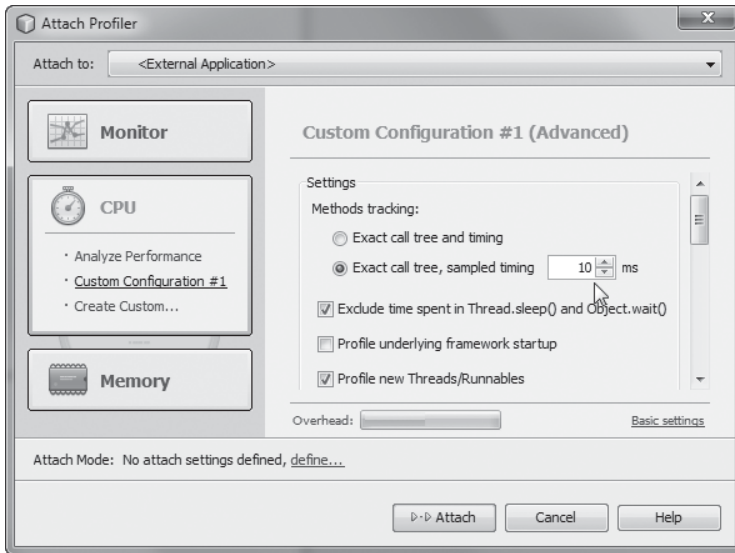 Attach Profiler
Attach to: <External Application>
Monitor
CPU
· Analyze Performance
· Custom Configuration #1
· Create Custom...
Memory
Custom Configuration #1 (Advanced)
Settings
Methods tracking:
Exact call tree and timing
Exact call tree, sampled timing 10 ms
Exclude time spent in Thread.sleep() and Object.wait()
Profile underlying framework startup
Profile new Threads/Runnables
Overhead: Basic settings
Attach Mode: No attach settings defined, define...
Attach Cancel Help